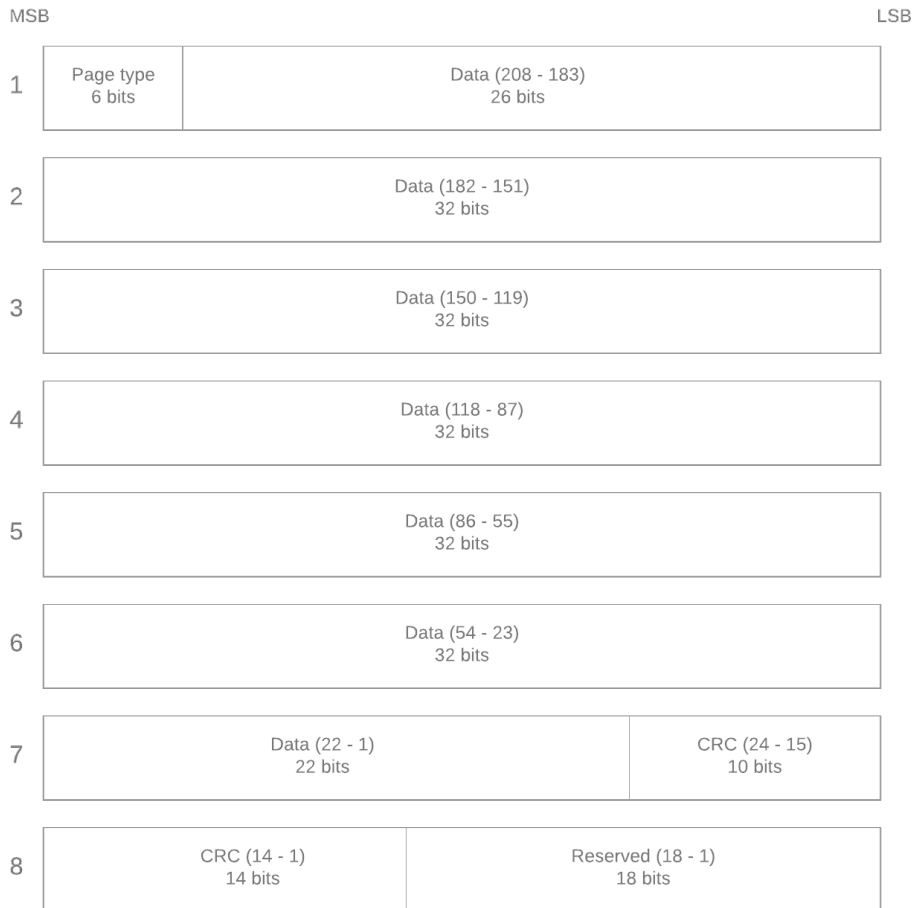 MSB LSB
1 Page type Data (208 - 183)
6 bits 26 bits
2 Data (182 - 151)
32 bits
3 Data (150 - 119)
32 bits
4 Data (118 - 87)
32 bits
5 Data (86 - 55)
32 bits
6 Data (54 - 23)
32 bits
7 Data (22 - 1) CRC (24 - 15)
22 bits 10 bits
8 CRC (14 - 1) Reserved (18 - 1)
14 bits 18 bits